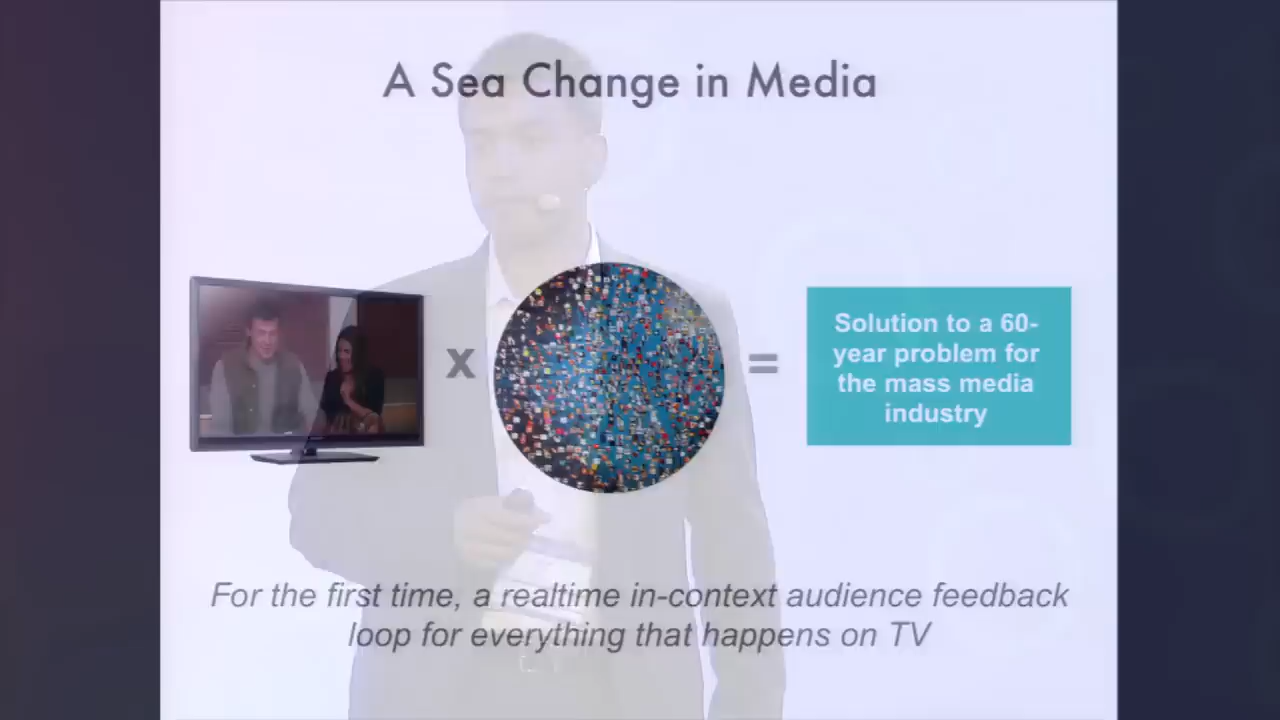 A Sea Change in Media
x
=
Solution to a 60-
year problem for
the mass media
industry
For the first time, a realtime in-context audience feedback
loop for everything that happens on TV